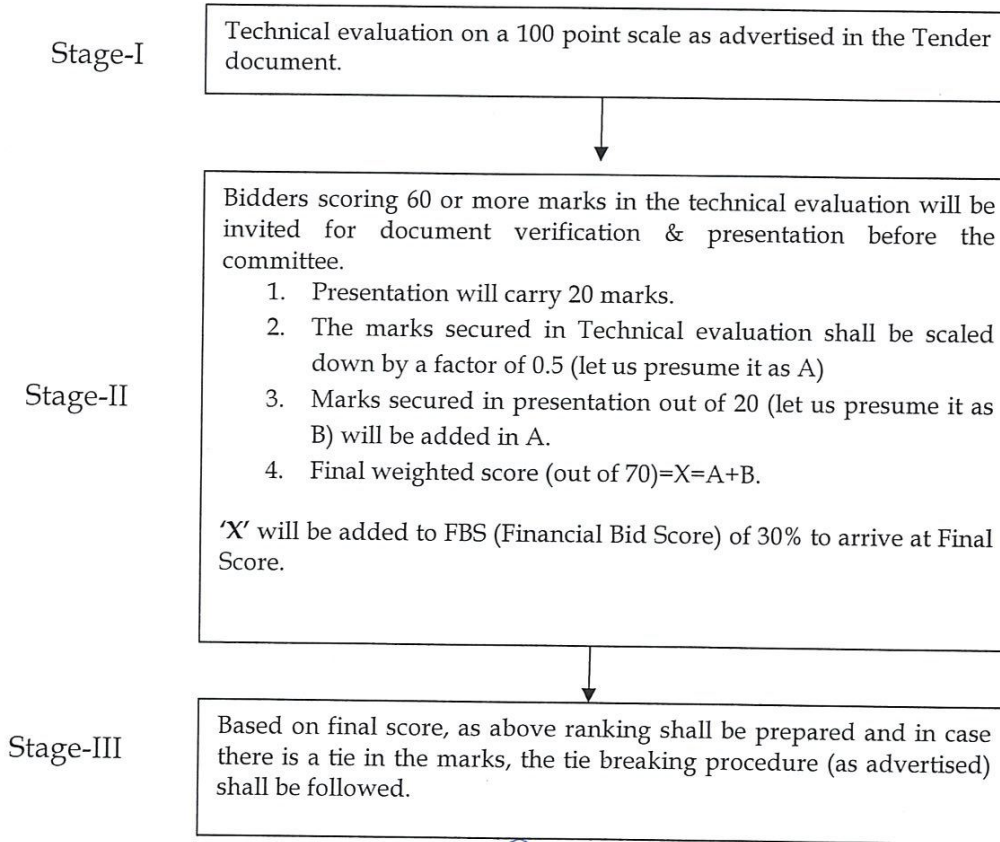 Stage-I
Technical evaluation on a 100 point scale as advertised in the Tender
document.
Bidders scoring 60 or more marks in the technical evaluation will be
invited for document verification & presentation before the
committee.
1. Presentation will carry 20 marks.
2. The marks secured in Technical evaluation shall be scaled
down by a factor of 0.5 (let us presume it as A)
Stage-II
3. Marks secured in presentation out of 20 (let us presume it as
B) will be added in A.
4. Final weighted score (out of 70)=X=A+B.
'X' will be added to FBS (Financial Bid Score) of 30% to arrive at Final
Score.
Stage-III
Based on final score, as above ranking shall be prepared and in case
there is a tie in the marks, the tie breaking procedure (as advertised)
shall be followed.